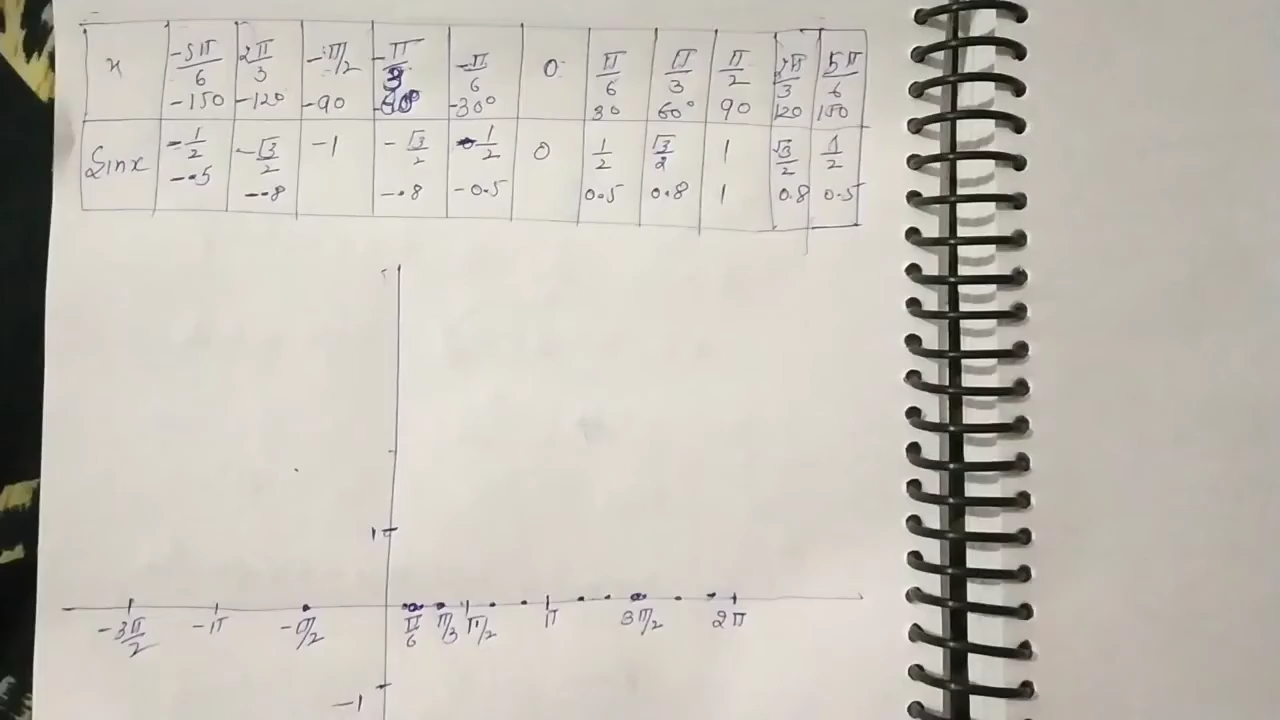 x -5π/6 2π/3 -π/2 -π/3 -π/6 0 π/6 π/3 π/2 2π/3 5π/6
-150 -120 -90 -60° -30° 30 60° 90 120 150
Sinx -1/2 -√3/2 -1 -√3/2 -1/2 0 1/2 √3/2 1 √3/2 1/2
-.5 -.8 -.8 -0.5 0.5 0.8 1 0.8 0.5
1
-3π/2 -π -π/2 π/6 π/3 π/2 π 3π/2 2π
-1